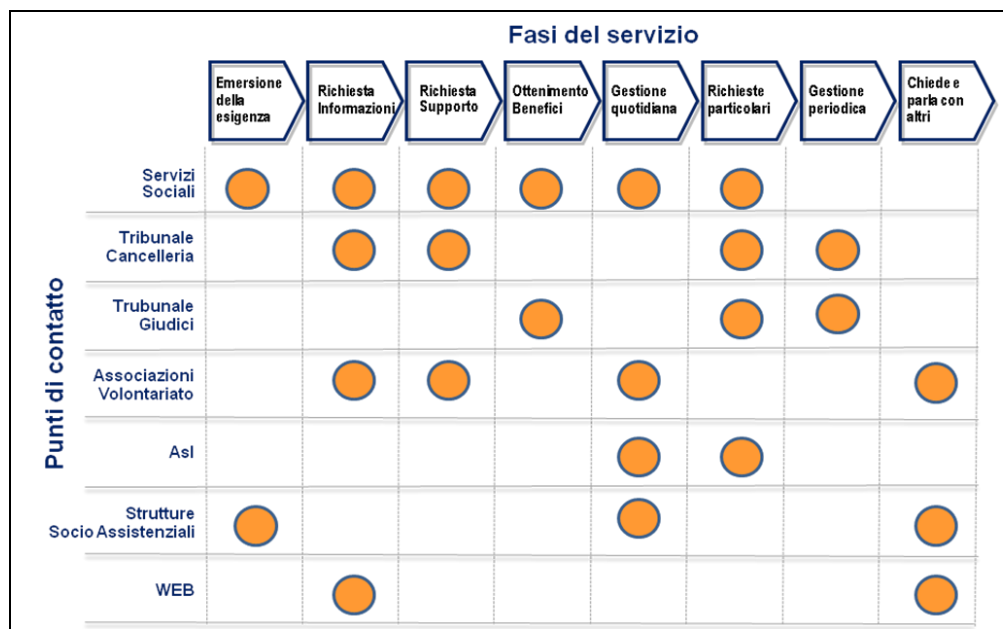 Fasi del servizio
Emersione
della
esigenza
Richiesta
Informazioni
Richiesta
Supporto
Ottenimento
Benefici
Gestione
quotidiana
Richieste
particolari
Gestione
periodica
Chiede e
parla con
altri
Punti di contatto
Servizi
Sociali
Tribunale
Cancelleria
Trubunale
Giudici
Associazioni
Volontariato
Asl
Strutture
Socio Assistenziali
WEB